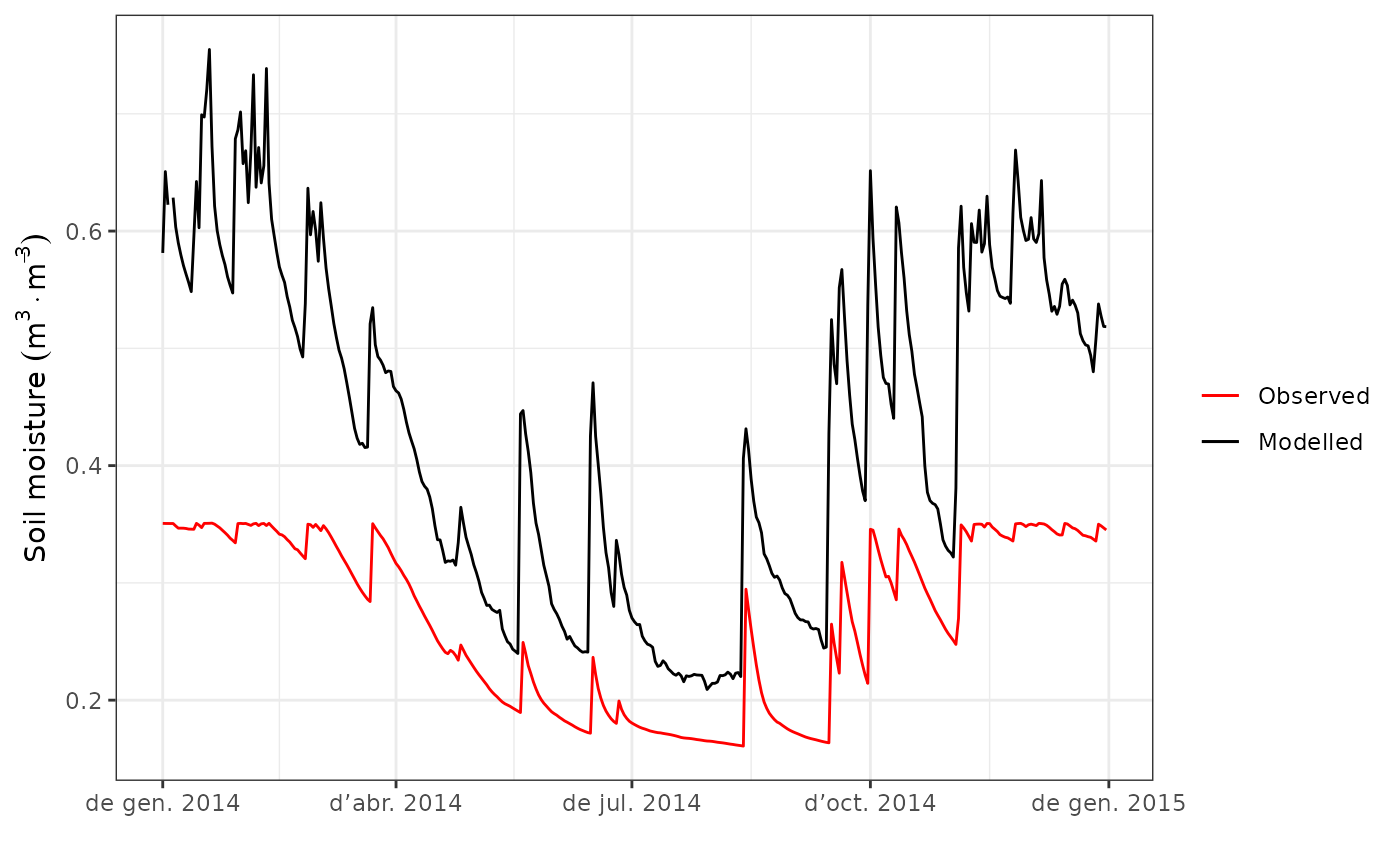 Soil moisture (m³ · m⁻³)
0.6
0.4
0.2
de gen. 2014
d’abr. 2014
de jul. 2014
d’oct. 2014
de gen. 2015
Observed
Modelled